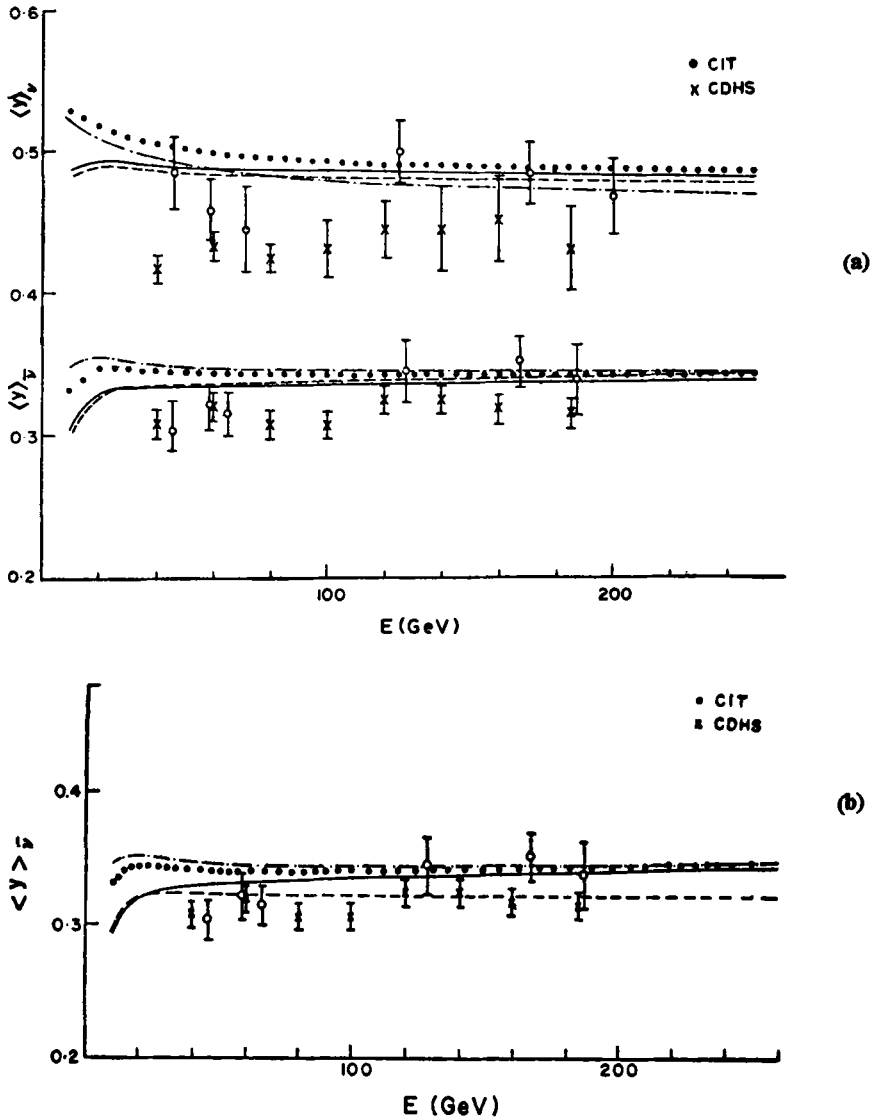 0.6
⟨y⟩ν
• CIT
× CDHS
0.5
(a)
0.4
⟨y⟩ν̅
0.3
0.2
100
200
E (GeV)
• CIT
× CDHS
0.4
(b)
< y > ν̅
0.3
0.2
100
200
E (GeV)